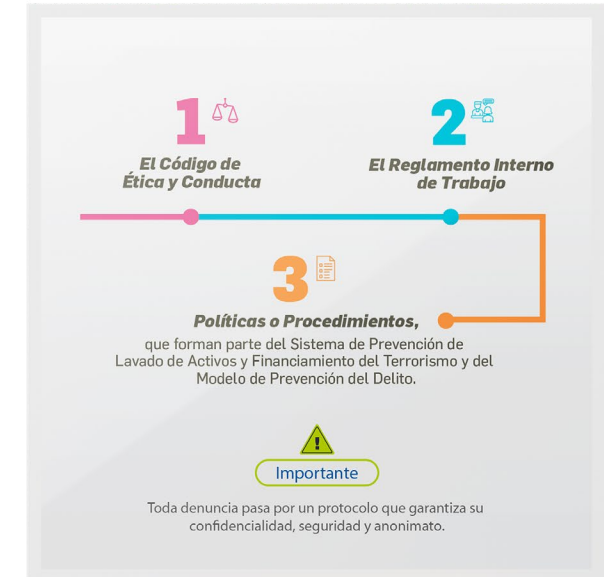 1
El Código de
Ética y Conducta
2
El Reglamento Interno
de Trabajo
3
Políticas o Procedimientos,
que forman parte del Sistema de Prevención de
Lavado de Activos y Financiamiento del Terrorismo y del
Modelo de Prevención del Delito.
!
Importante
Toda denuncia pasa por un protocolo que garantiza su
confidencialidad, seguridad y anonimato.